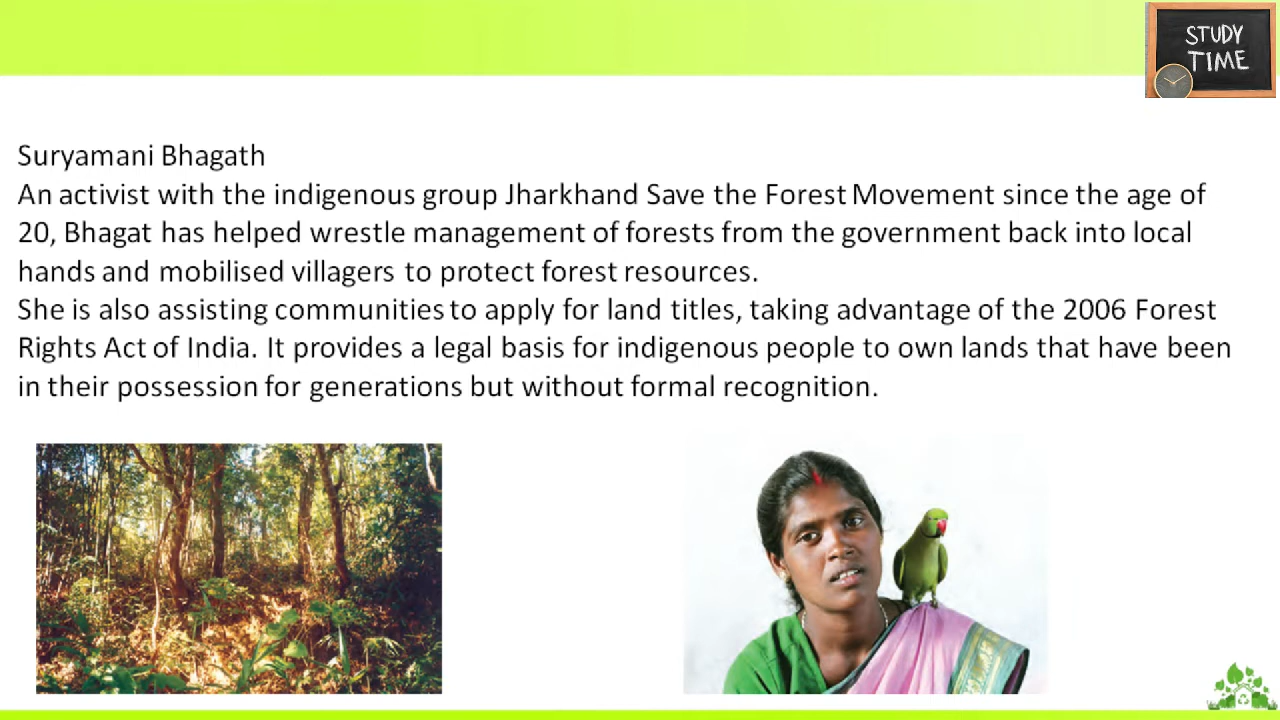 STUDY
TIME
Suryamani Bhagath
An activist with the indigenous group Jharkhand Save the Forest Movement since the age of
20, Bhagat has helped wrestle management of forests from the government back into local
hands and mobilised villagers to protect forest resources.
She is also assisting communities to apply for land titles, taking advantage of the 2006 Forest
Rights Act of India. It provides a legal basis for indigenous people to own lands that have been
in their possession for generations but without formal recognition.